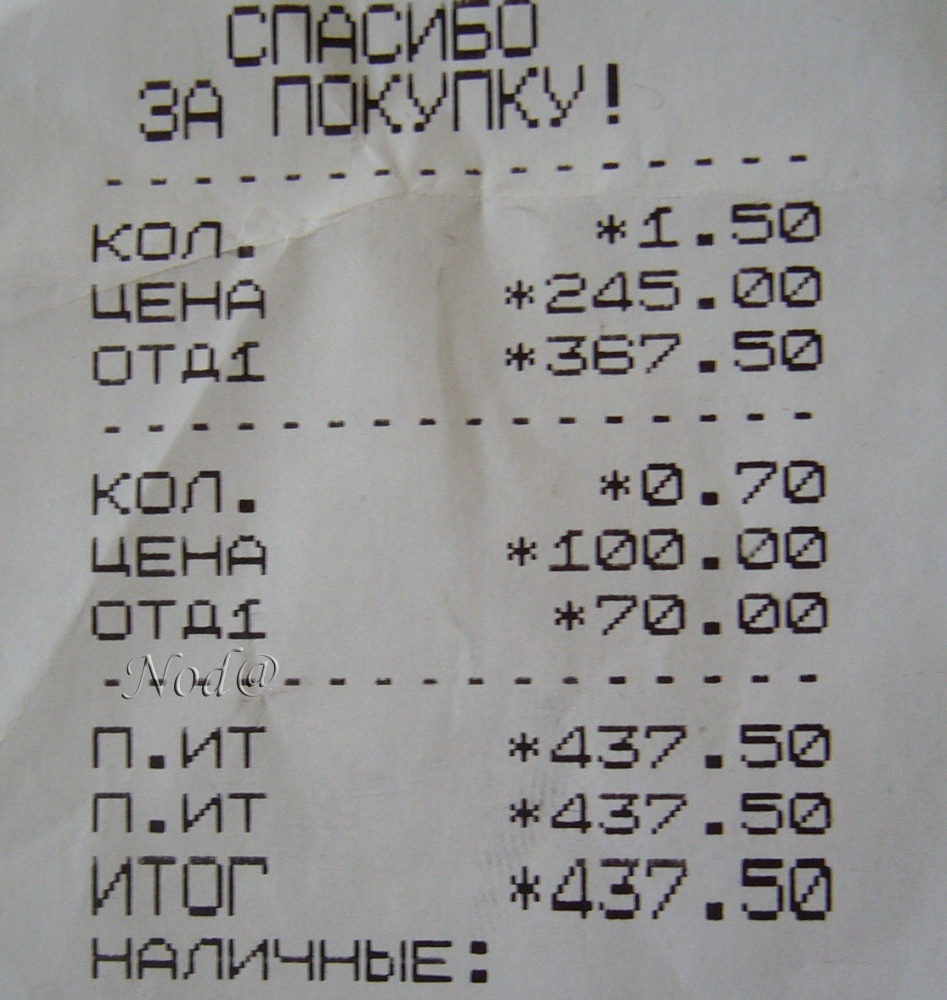 СПАСИБО
ЗА ПОКУПКУ!
- - - - - - - - - - - - - - - -
КОЛ. *1.50
ЦЕНА *245.00
ОТД1 *367.50
- - - - - - - - - - - - - - - -
КОЛ. *0.70
ЦЕНА *100.00
ОТД1 *70.00
Nod@
- - - - - - - - - - - - - - - -
П.ИТ *437.50
П.ИТ *437.50
ИТОГ *437.50
НАЛИЧНЫЕ: